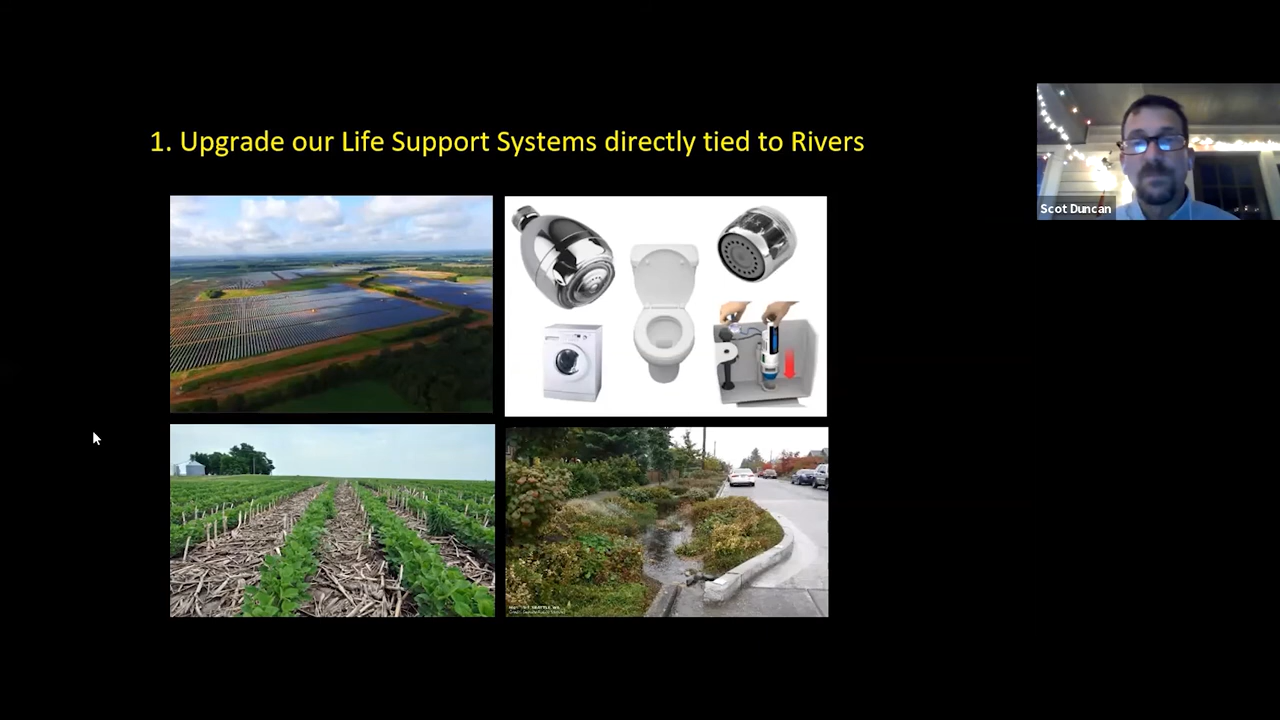 1. Upgrade our Life Support Systems directly tied to Rivers
Scot Duncan